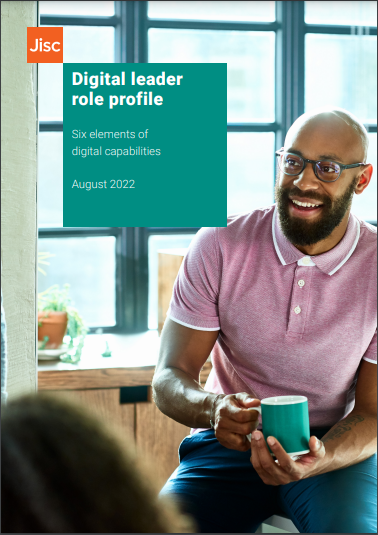 Jisc
Digital leader
role profile
Six elements of
digital capabilities
August 2022